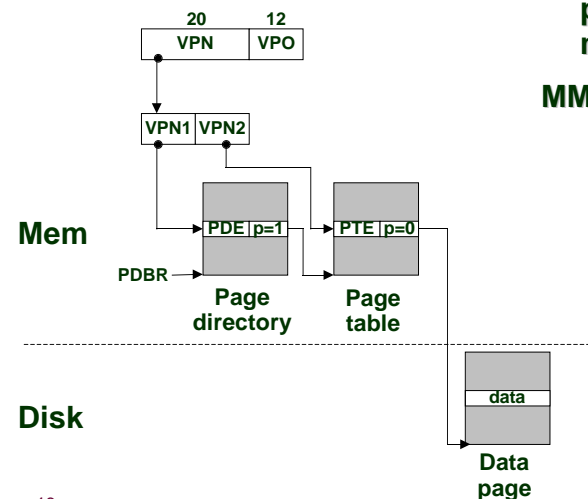 20 12
VPN VPO
p
r
MM
VPN1 VPN2
PDE p=1 PTE p=0
Mem
PDBR
Page directory
Page table
data
Disk
Data page